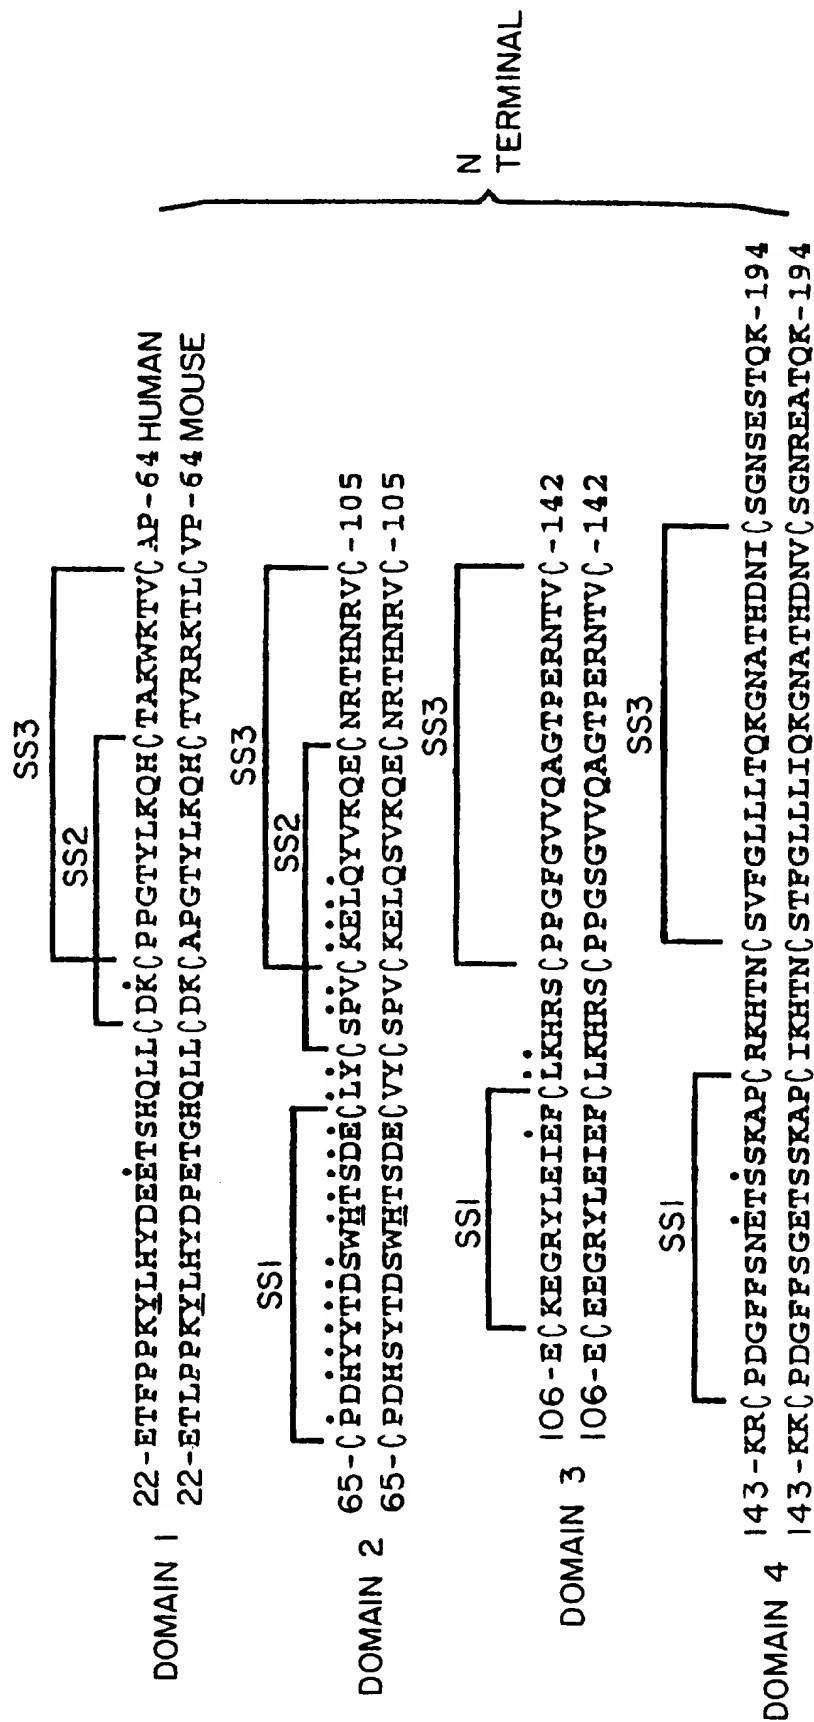 SS3
SS2
DOMAIN 1
22-ETFPPKYLHYDEETSHQLLCDKCPPGTYLKQHCTAKWKTVCAP-64 HUMAN
22-ETLPPKYLHYDPETGHQLLCDKCAPGTYLKQHCTVRRKTLCVP-64 MOUSE
SS3
SS1
SS2
DOMAIN 2
65-CPDHYYTDSWHTSDECLYCSPVCKELQYVKQECNRTHNRVC-105
65-CPDHSYTDSWHTSDECVYCSPVCKELQSVKQECNRTHNRVC-105
SS3
SS1
DOMAIN 3
106-ECKEGRYLEIEFCLKHRSCPPGFGVVQAGTPERNTVC-142
106-ECEEGRYLEIEFCLKHRSCPPGSGVVQAGTPERNTVC-142
SS3
SS1
DOMAIN 4
143-KRCPDGFFSNETSSKAPCRKHTNCSVFGLLLTQKGNATHDNICSGNSESTQK-194
143-KKCPDGFFSGETSSKAPCIKHTNCSTFGLLLIQKGNATHDNVCSGNREATQK-194
N
TERMINAL